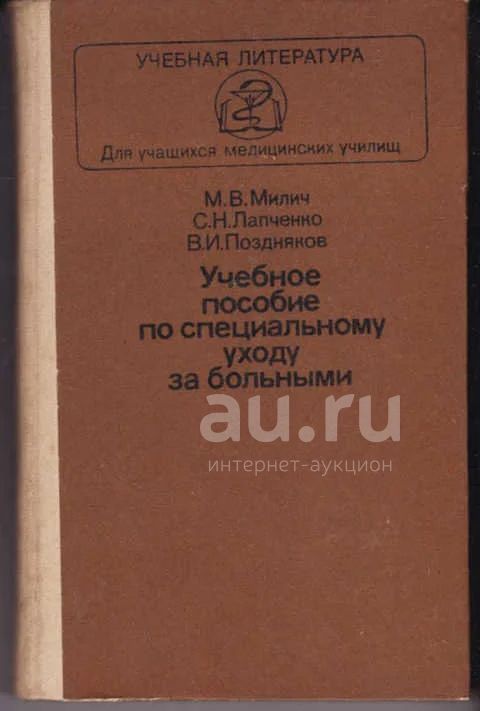 УЧЕБНАЯ ЛИТЕРАТУРА
Для учащихся медицинских училищ
М.В.Милич
С.Н.Лапченко
В.И.Поздняков
Учебное
пособие
по специальному
уходу
за больными
au.ru
интернет-аукцион